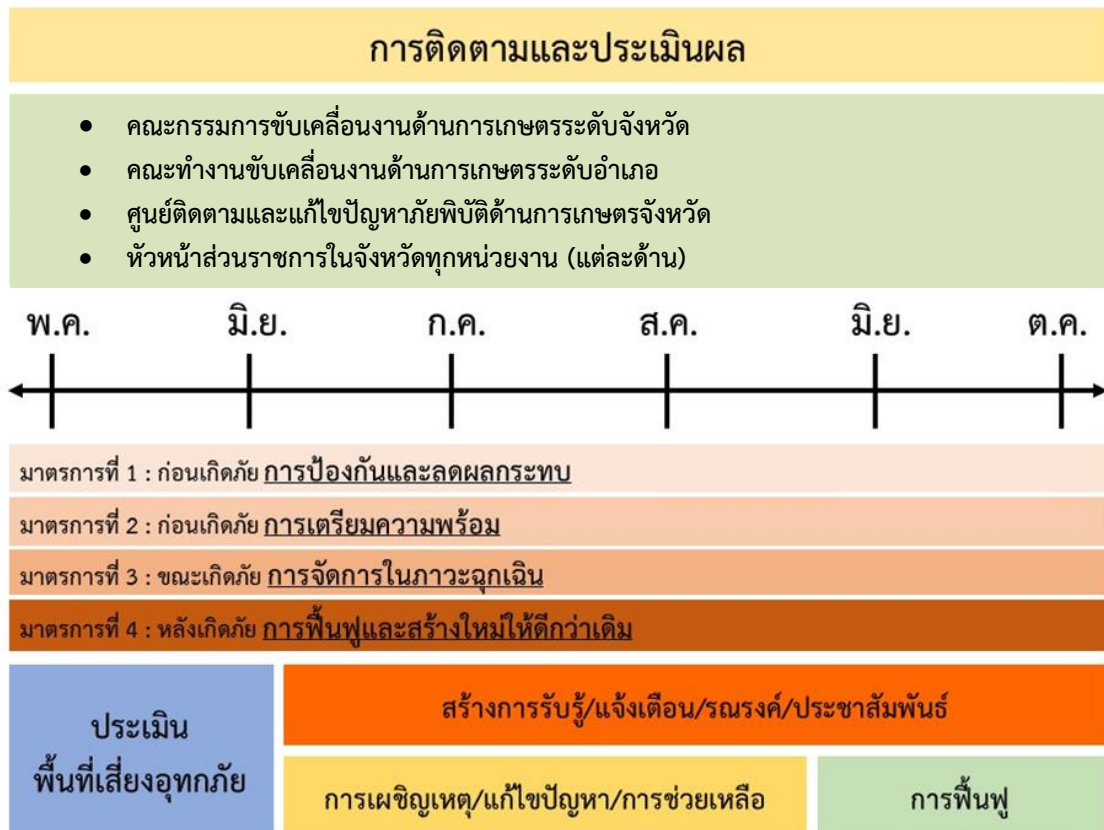 การติดตามและประเมินผล
• คณะกรรมการขับเคลื่อนงานด้านการเกษตรระดับจังหวัด
• คณะทำงานขับเคลื่อนงานด้านการเกษตรระดับอำเภอ
• ศูนย์ติดตามและแก้ไขปัญหาภัยพิบัติด้านการเกษตรจังหวัด
• หัวหน้าส่วนราชการในจังหวัดทุกหน่วยงาน (แต่ละด้าน)
พ.ค. มิ.ย. ก.ค. ส.ค. มิ.ย. ต.ค.
มาตรการที่ 1 : ก่อนเกิดภัย การป้องกันและลดผลกระทบ
มาตรการที่ 2 : ก่อนเกิดภัย การเตรียมความพร้อม
มาตรการที่ 3 : ขณะเกิดภัย การจัดการในภาวะฉุกเฉิน
มาตรการที่ 4 : หลังเกิดภัย การฟื้นฟูและสร้างใหม่ให้ดีกว่าเดิม
ประเมิน
พื้นที่เสี่ยงอุทกภัย
สร้างการรับรู้/แจ้งเตือน/รณรงค์/ประชาสัมพันธ์
การเผชิญเหตุ/แก้ไขปัญหา/การช่วยเหลือ
การฟื้นฟู